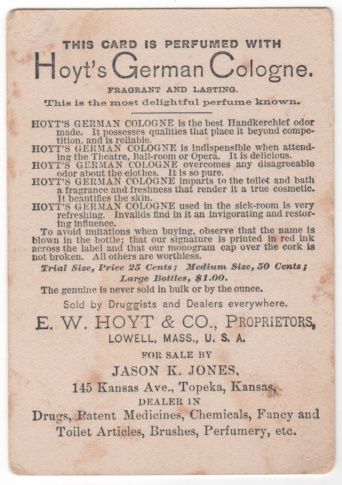 THIS CARD IS PERFUMED WITH
Hoyt's German Cologne.
FRAGRANT AND LASTING.
This is the most delightful perfume known.
HOYT'S GERMAN COLOGNE is the best Handkerchief odor
made. It possesses qualities that place it beyond compe-
tition, and is reliable.
HOYT'S GERMAN COLOGNE is indispensible when attend-
ing the Theatre, Ball-room or Opera. It is delicious.
HOYT'S GERMAN COLOGNE overcomes any disagreeable
odor about the clothes. It is so pure.
HOYT'S GERMAN COLOGNE imparts to the toilet and bath
a fragrance and freshness that render it a true cosmetic.
It beautifies the skin.
HOYT'S GERMAN COLOGNE used in the sick-room is very
refreshing. Invalids find in it an invigorating and restor-
ing influence.
To avoid imitations when buying, observe that the name is
blown in the bottle; that our signature is printed in red ink
across the label and that our monogram cap over the cork is
not broken. All others are worthless.
Trial Size, Price 25 Cents; Medium Size, 50 Cents;
Large Bottles, $1.00.
The genuine is never sold in bulk or by the ounce.
Sold by Druggists and Dealers everywhere.
E. W. HOYT & CO., PROPRIETORS,
LOWELL, MASS., U. S. A.
FOR SALE BY
JASON K. JONES,
145 Kansas Ave., Topeka, Kansas,
DEALER IN
Drugs, Patent Medicines, Chemicals, Fancy and
Toilet Articles, Brushes, Perfumery, etc.